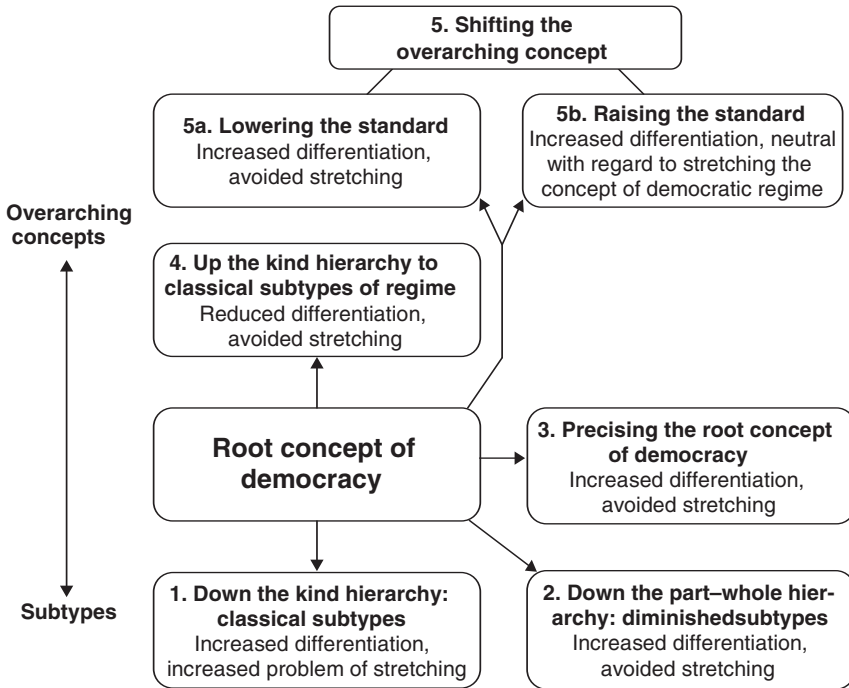 5. Shifting the
overarching concept
5a. Lowering the standard
Increased differentiation,
avoided stretching
5b. Raising the standard
Increased differentiation, neutral
with regard to stretching the
concept of democratic regime
Overarching
concepts
4. Up the kind hierarchy to
classical subtypes of regime
Reduced differentiation,
avoided stretching
Root concept of
democracy
3. Precising the root concept
of democracy
Increased differentiation,
avoided stretching
Subtypes
1. Down the kind hierarchy:
classical subtypes
Increased differentiation,
increased problem of stretching
2. Down the part–whole hier-
archy: diminishedsubtypes
Increased differentiation,
avoided stretching